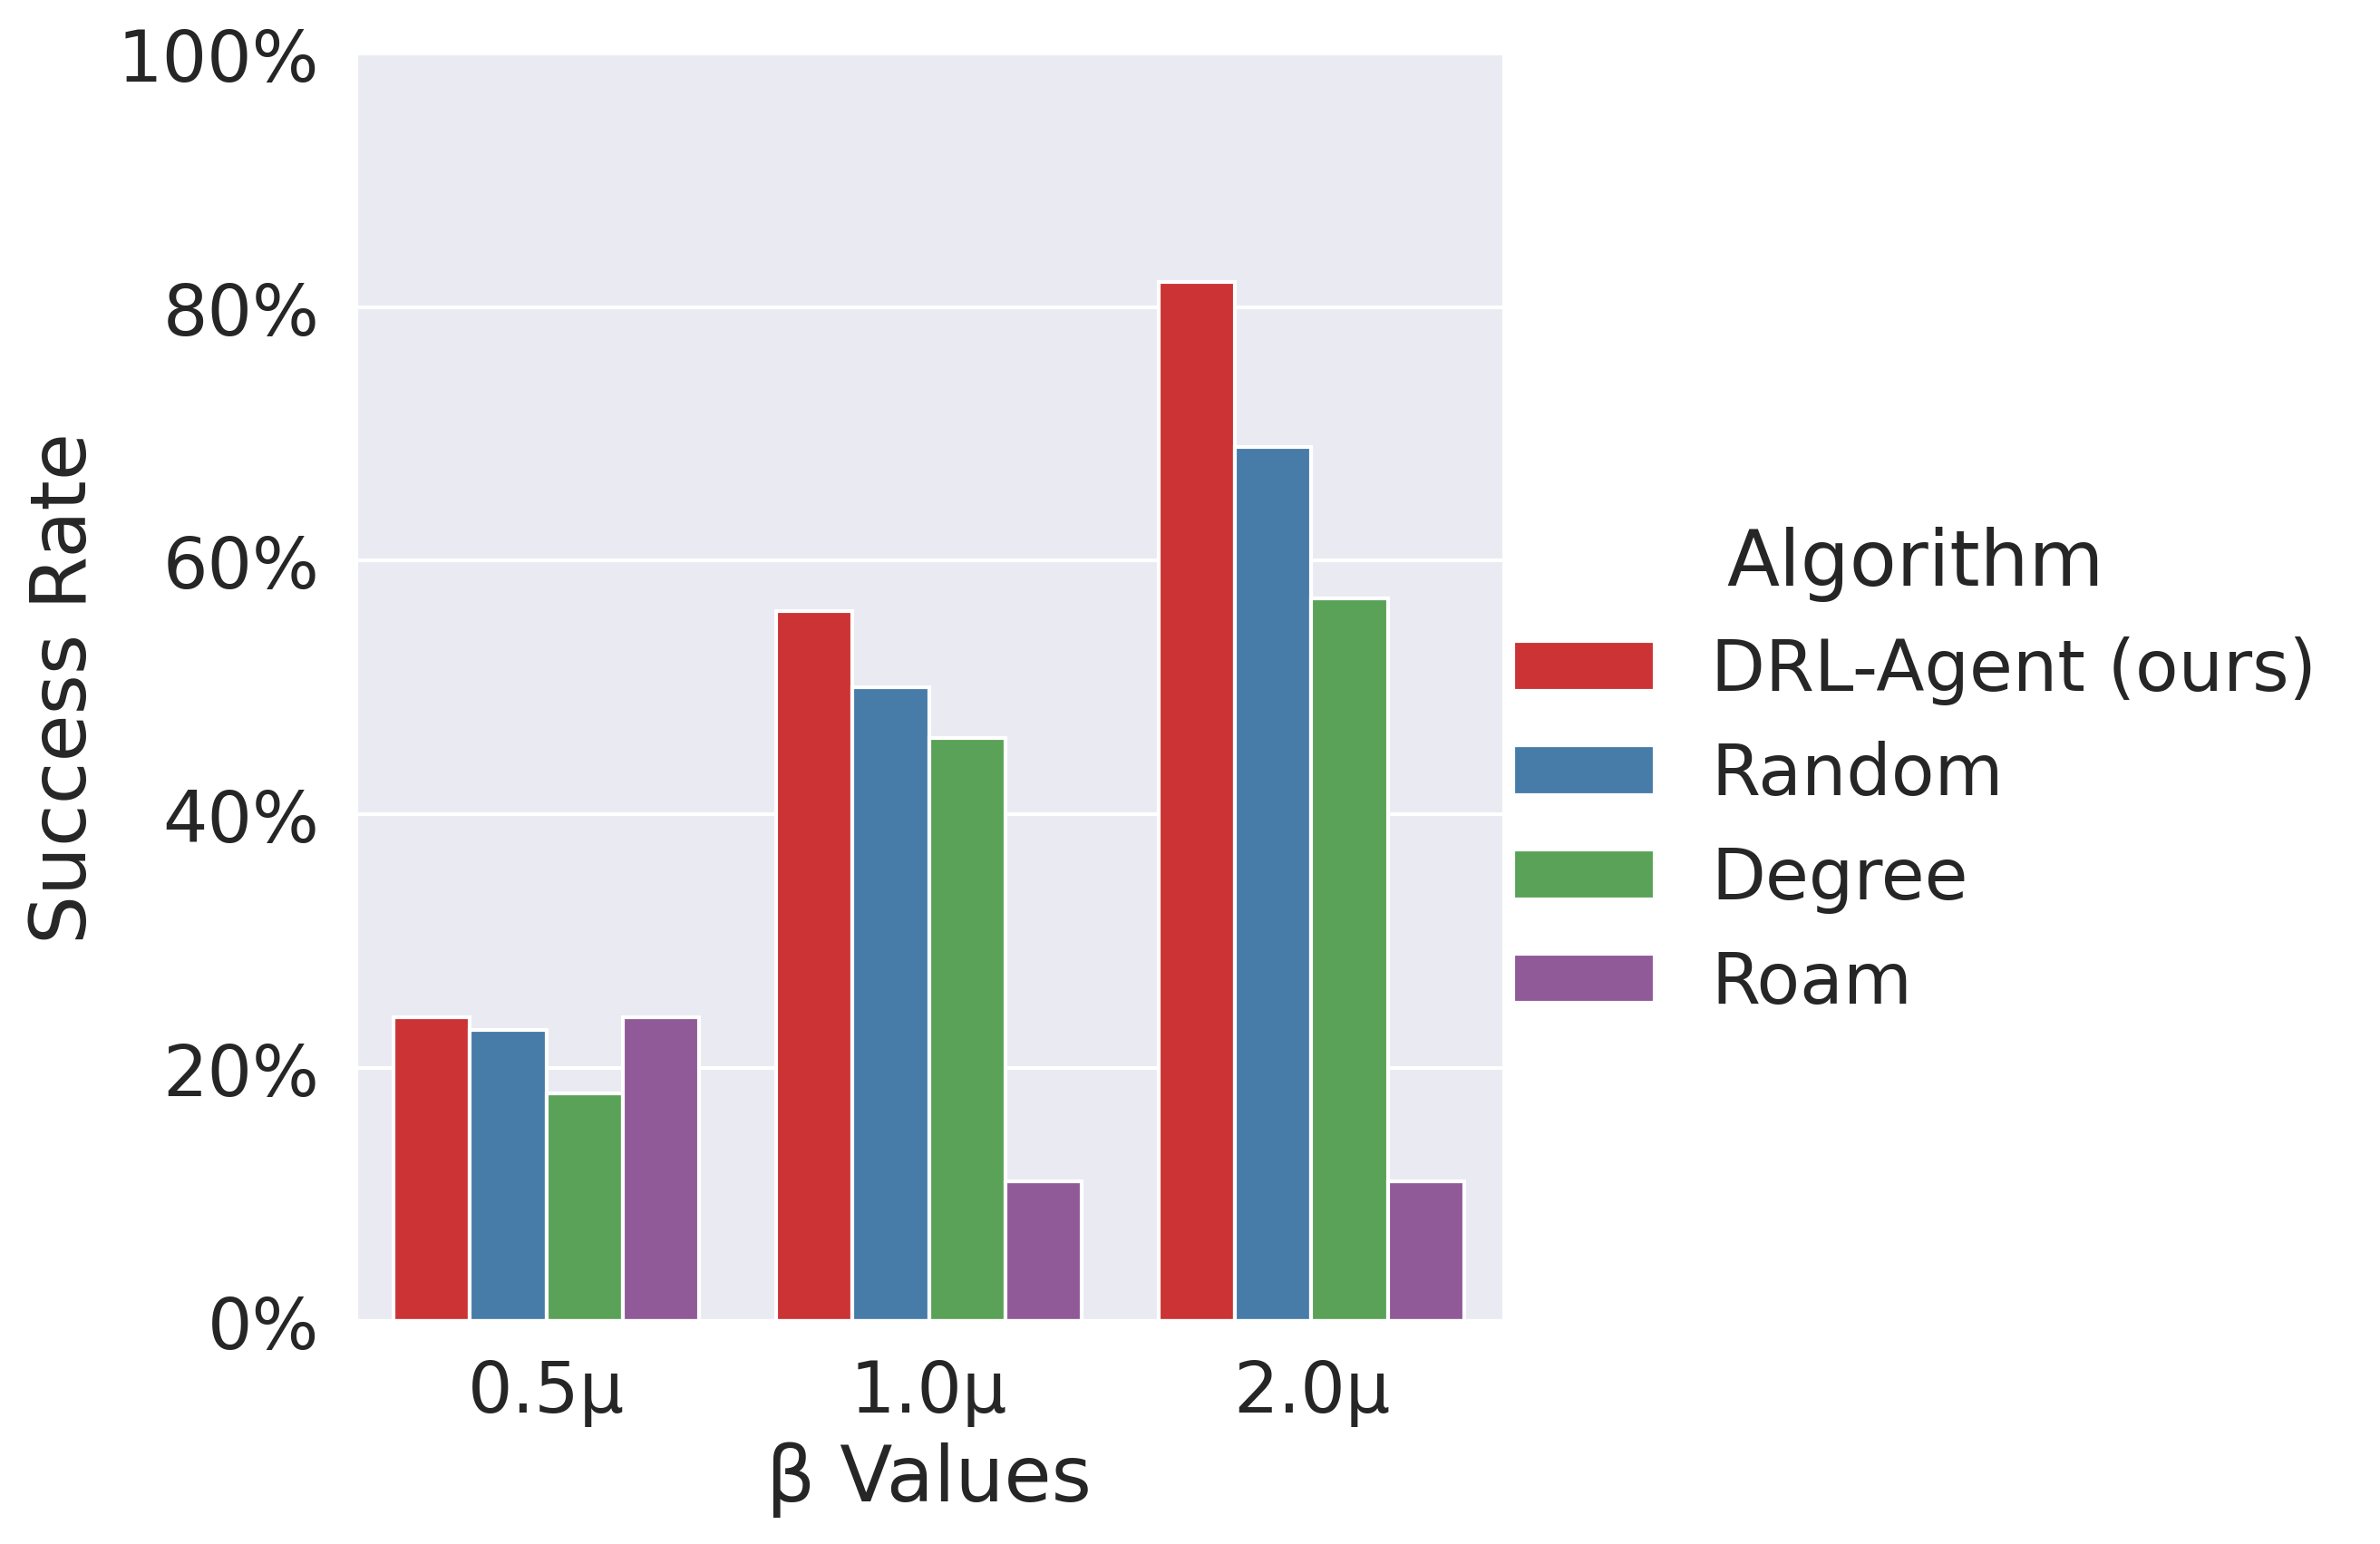 100%
80%
60%
40%
20%
0%
Success Rate
0.5µ 1.0µ 2.0µ
β Values
Algorithm
DRL-Agent (ours)
Random
Degree
Roam